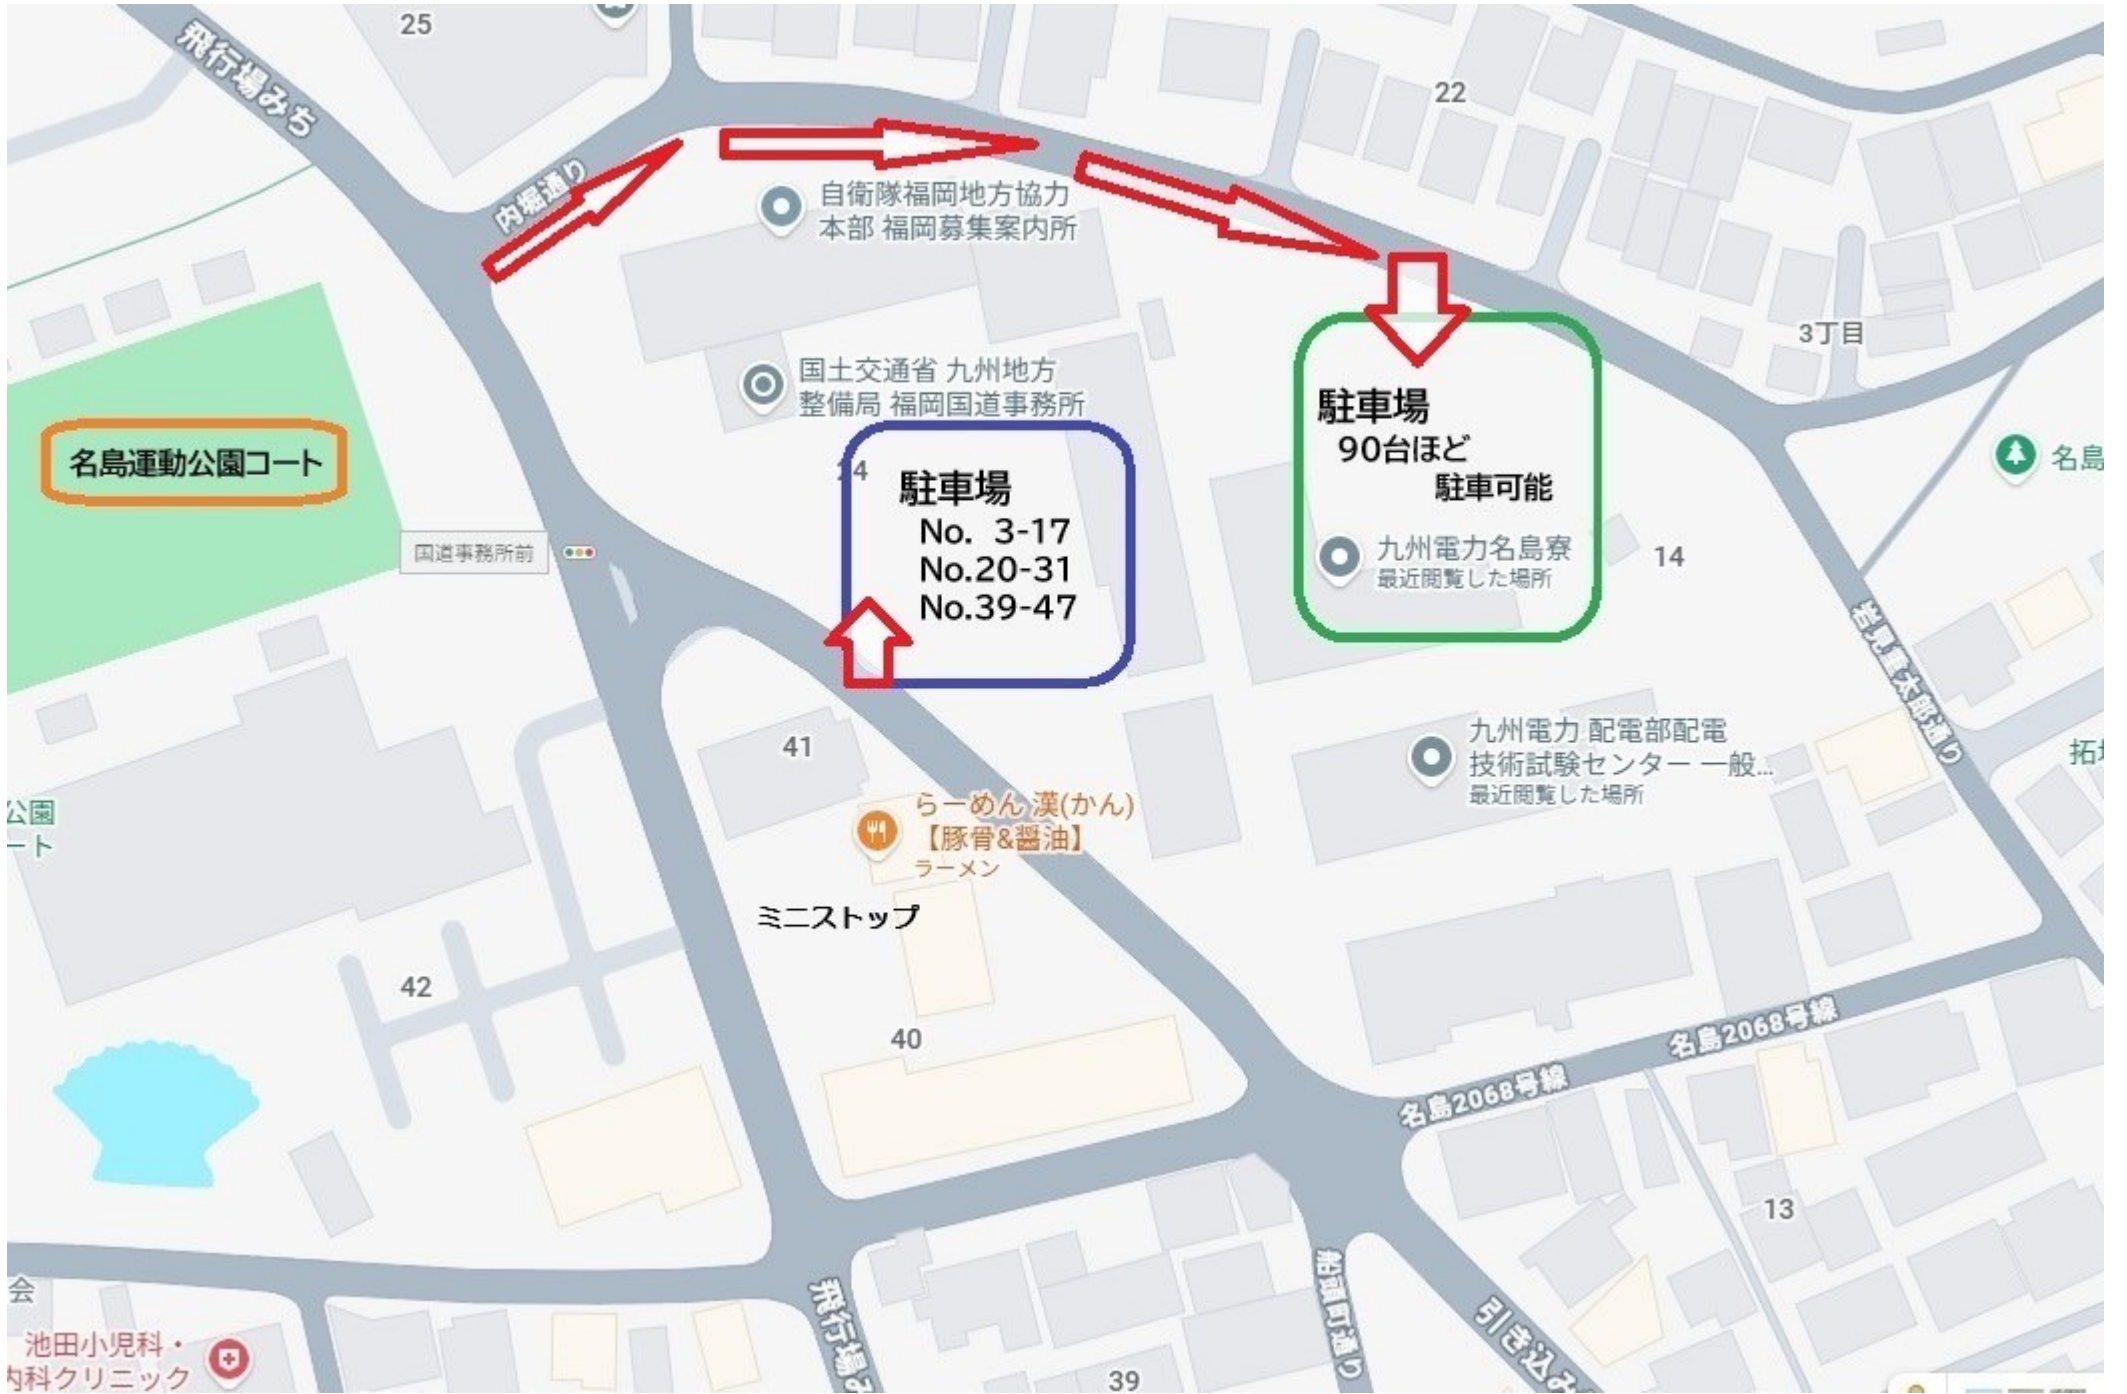 25
飛行場みち
22
内堀通り
自衛隊福岡地方協力
本部 福岡募集案内所
3丁目
国土交通省 九州地方
整備局 福岡国道事務所
駐車場
90台ほど
駐車可能
名島運動公園コート
名島
24
駐車場
No. 3-17
No.20-31
No.39-47
国道事務所前
九州電力名島寮
最近閲覧した場所
14
岩見重太郎通り
41
九州電力 配電部配電
技術試験センター 一般...
最近閲覧した場所
公園
ート
らーめん 漢(かん)
【豚骨&醤油】
ラーメン
ミニストップ
42
40
名島2068号線
名島2068号線
13
会
池田小児科・
内科クリニック
飛行場み
船頭町通り
引き込み
39